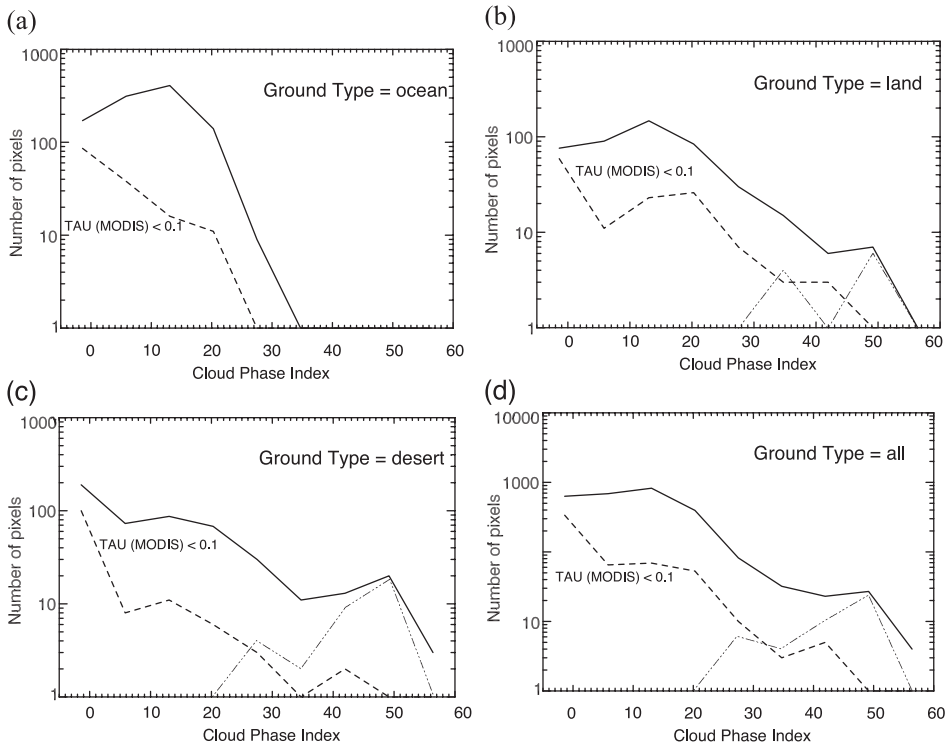 (a)
1000
100
10
1
Number of pixels
Ground Type = ocean
TAU (MODIS) < 0.1
0 10 20 30 40 50 60
Cloud Phase Index
(b)
1000
100
10
1
Number of pixels
Ground Type = land
TAU (MODIS) < 0.1
0 10 20 30 40 50 60
Cloud Phase Index
(c)
1000
100
10
1
Number of pixels
Ground Type = desert
TAU (MODIS) < 0.1
0 10 20 30 40 50 60
Cloud Phase Index
(d)
10000
1000
100
10
1
Number of pixels
Ground Type = all
TAU (MODIS) < 0.1
0 10 20 30 40 50 60
Cloud Phase Index